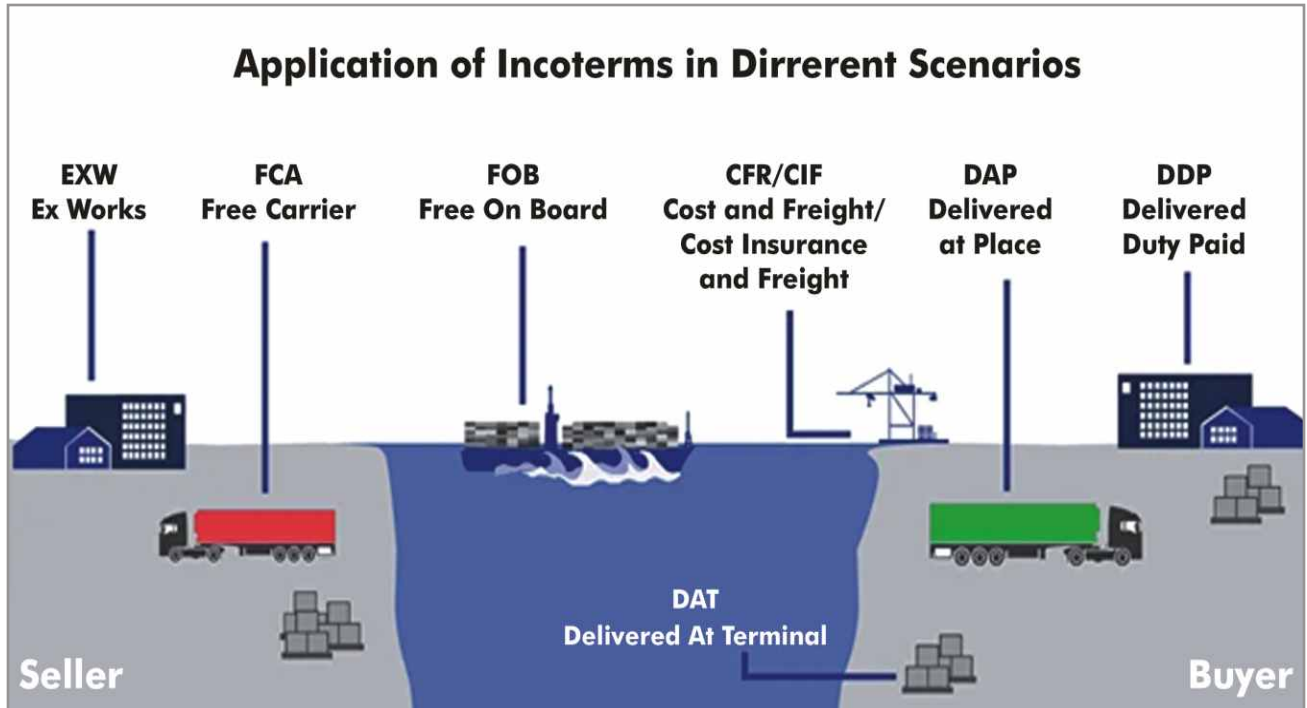 Application of Incoterms in Dirrerent Scenarios
EXW
Ex Works
FCA
Free Carrier
FOB
Free On Board
CFR/CIF
Cost and Freight/
Cost Insurance
and Freight
DAP
Delivered
at Place
DDP
Delivered
Duty Paid
DAT
Delivered At Terminal
Seller
Buyer